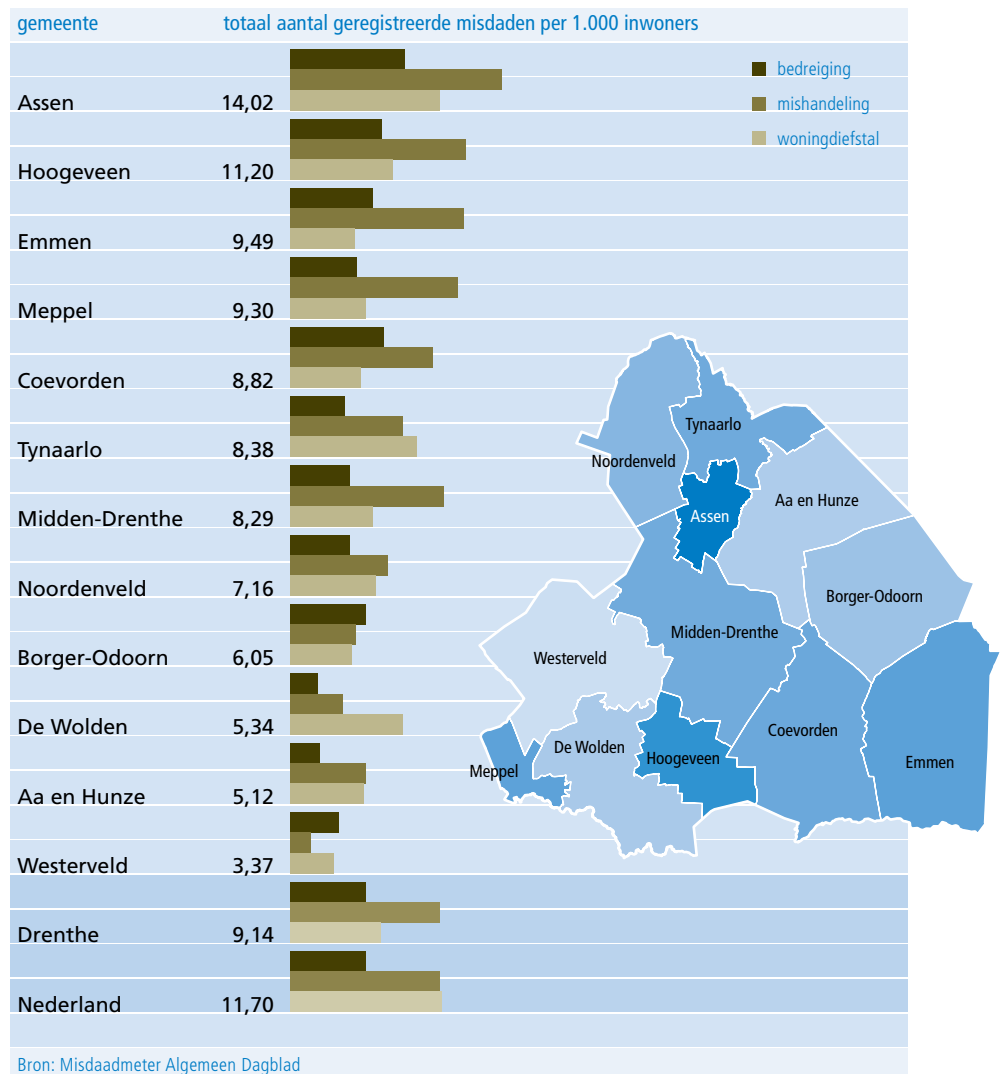 gemeente totaal aantal geregistreerde misdaden per 1.000 inwoners
bedreiging
mishandeling
woningdiefstal
Assen 14,02
Hoogeveen 11,20
Emmen 9,49
Meppel 9,30
Coevorden 8,82
Tynaarlo 8,38
Midden-Drenthe 8,29
Noordenveld 7,16
Borger-Odoorn 6,05
De Wolden 5,34
Aa en Hunze 5,12
Westerveld 3,37
Drenthe 9,14
Nederland 11,70
Tynaarlo
Noordenveld
Aa en Hunze
Assen
Borger-Odoorn
Midden-Drenthe
Westerveld
Coevorden
De Wolden
Hoogeveen
Emmen
Meppel
Bron: Misdaadmeter Algemeen Dagblad